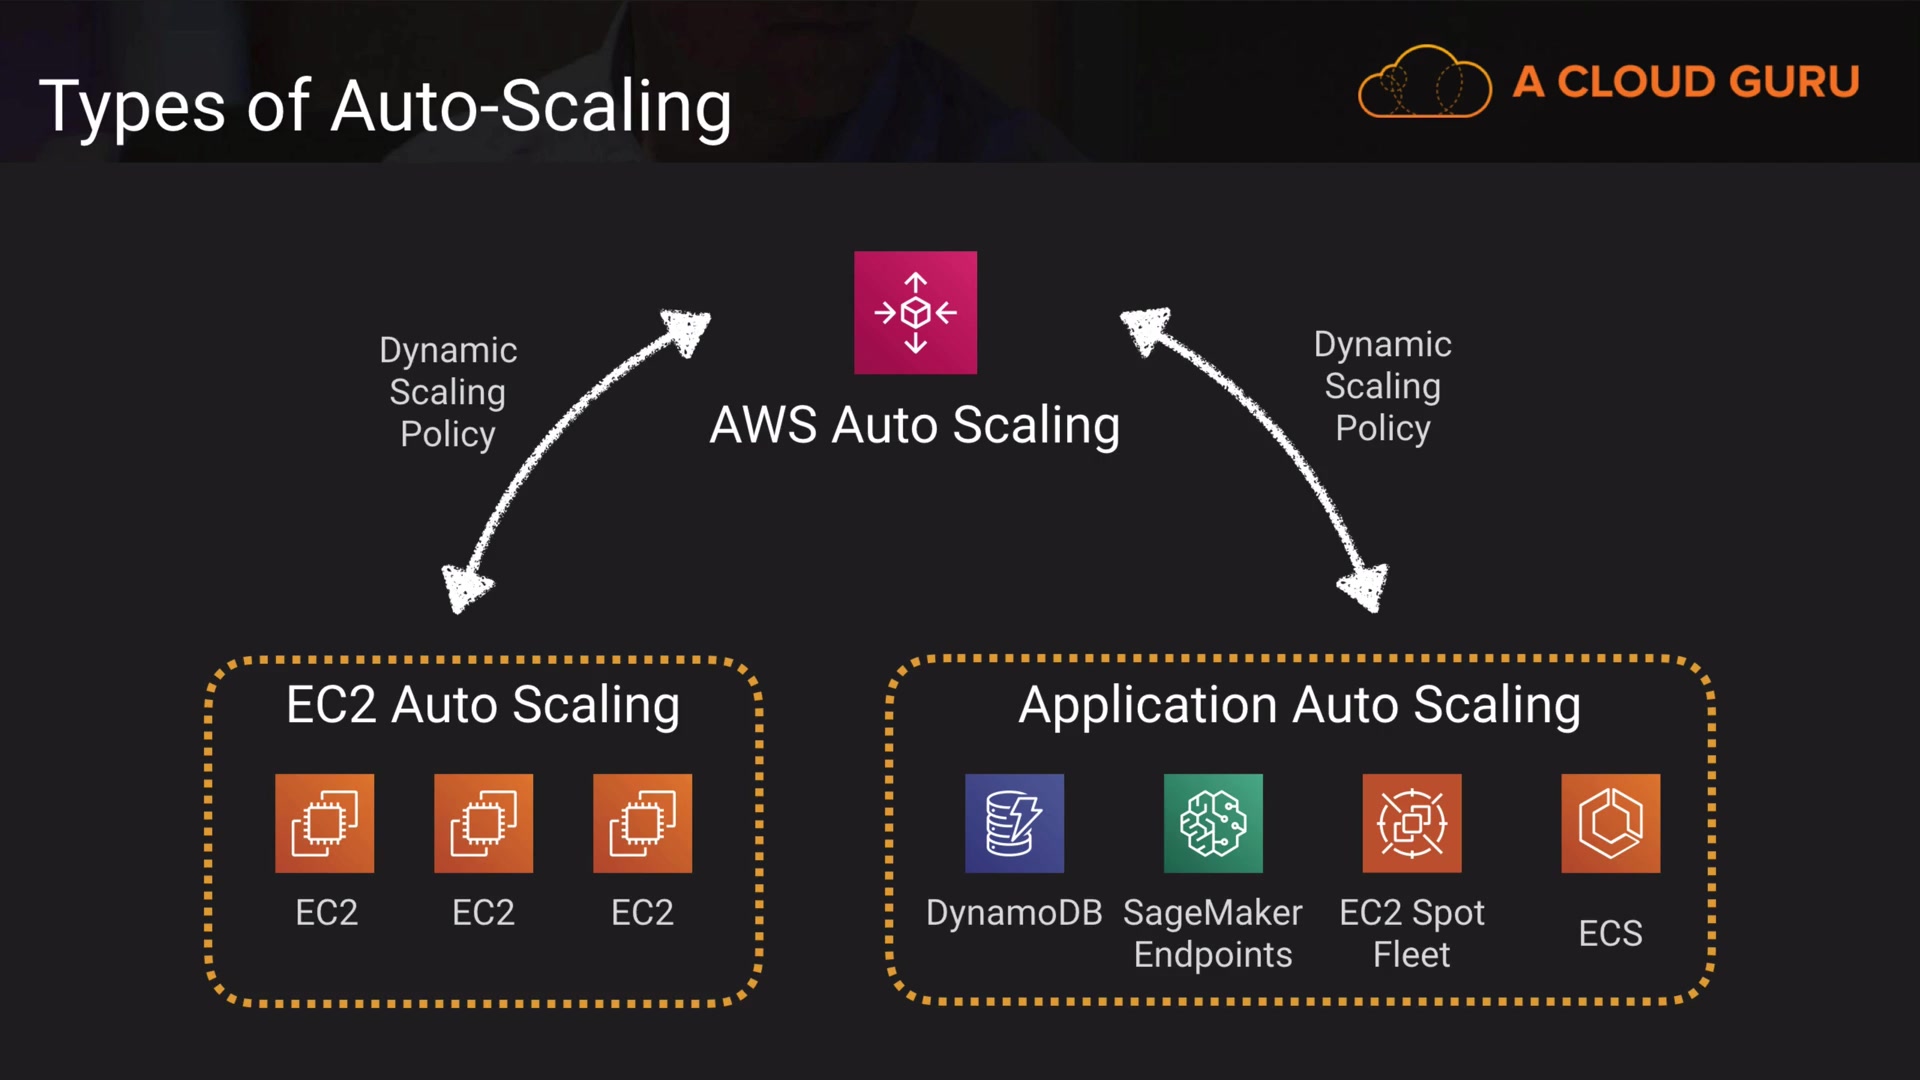 Types of Auto-Scaling
A CLOUD GURU
Dynamic
Scaling
Policy
Dynamic
Scaling
Policy
AWS Auto Scaling
EC2 Auto Scaling
EC2
EC2
EC2
Application Auto Scaling
DynamoDB
SageMaker
Endpoints
EC2 Spot
Fleet
ECS